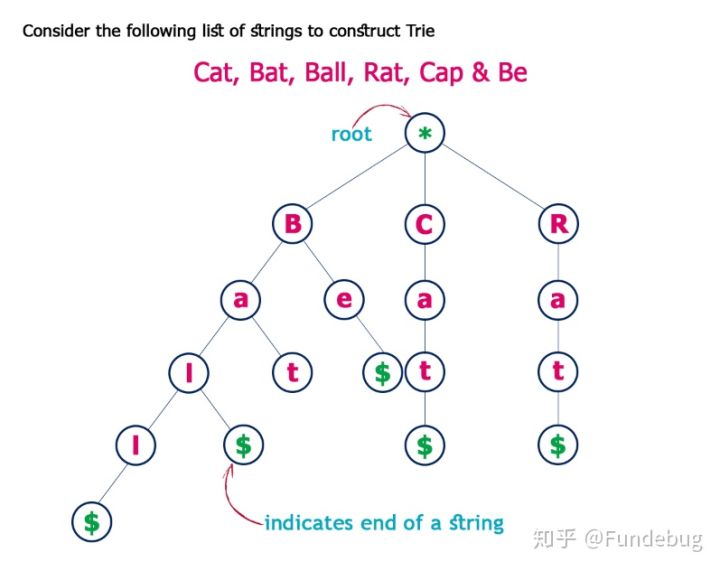 Consider the following list of strings to construct Trie
Cat, Bat, Ball, Rat, Cap & Be
root
*
B C R
a e a a
l t $ t t
l $ $ $
$
indicates end of a string
知乎 @Fundebug